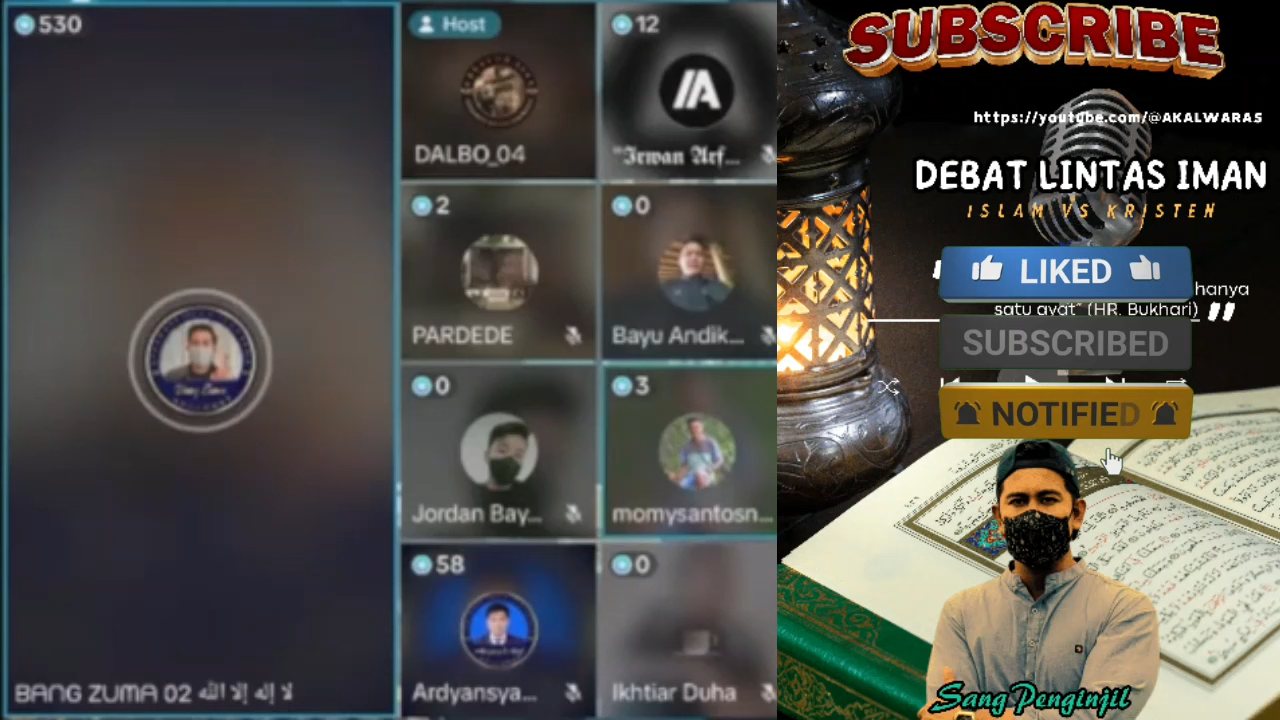 530
BANG ZUMA 02 لا إله إلا الله
Host
DALBO_04
12
"Irwan Arf...
2
PARDEDE
0
Bayu Andik...
0
Jordan Bay...
3
momysantosn...
58
Ardyansya...
0
Ikhtiar Duha
SUBSCRIBE
https://youtube.com/@AKALWARAS
DEBAT LINTAS IMAN
ISLAM VS KRISTEN
LIKED
hanya
satu ayat" (HR. Bukhari)
SUBSCRIBED
NOTIFIED
Sang Penginjil